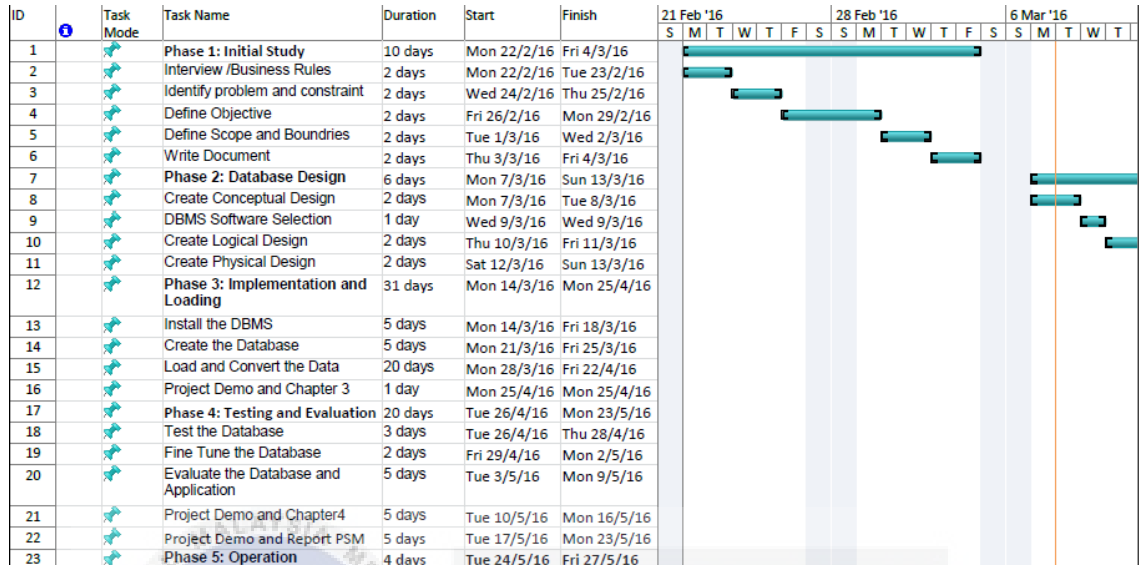 ID Task Mode Task Name Duration Start Finish 21 Feb '16 28 Feb '16 6 Mar '16
S M T W T F S S M T W T F S S M T W T
1 Phase 1: Initial Study 10 days Mon 22/2/16 Fri 4/3/16
2 Interview /Business Rules 2 days Mon 22/2/16 Tue 23/2/16
3 Identify problem and constraint 2 days Wed 24/2/16 Thu 25/2/16
4 Define Objective 2 days Fri 26/2/16 Mon 29/2/16
5 Define Scope and Boundries 2 days Tue 1/3/16 Wed 2/3/16
6 Write Document 2 days Thu 3/3/16 Fri 4/3/16
7 Phase 2: Database Design 6 days Mon 7/3/16 Sun 13/3/16
8 Create Conceptual Design 2 days Mon 7/3/16 Tue 8/3/16
9 DBMS Software Selection 1 day Wed 9/3/16 Wed 9/3/16
10 Create Logical Design 2 days Thu 10/3/16 Fri 11/3/16
11 Create Physical Design 2 days Sat 12/3/16 Sun 13/3/16
12 Phase 3: Implementation and Loading 31 days Mon 14/3/16 Mon 25/4/16
13 Install the DBMS 5 days Mon 14/3/16 Fri 18/3/16
14 Create the Database 5 days Mon 21/3/16 Fri 25/3/16
15 Load and Convert the Data 20 days Mon 28/3/16 Fri 22/4/16
16 Project Demo and Chapter 3 1 day Mon 25/4/16 Mon 25/4/16
17 Phase 4: Testing and Evaluation 20 days Tue 26/4/16 Mon 23/5/16
18 Test the Database 3 days Tue 26/4/16 Thu 28/4/16
19 Fine Tune the Database 2 days Fri 29/4/16 Mon 2/5/16
20 Evaluate the Database and Application 5 days Tue 3/5/16 Mon 9/5/16
21 Project Demo and Chapter4 5 days Tue 10/5/16 Mon 16/5/16
22 Project Demo and Report PSM 5 days Tue 17/5/16 Mon 23/5/16
23 Phase 5: Operation 4 days Tue 24/5/16 Fri 27/5/16